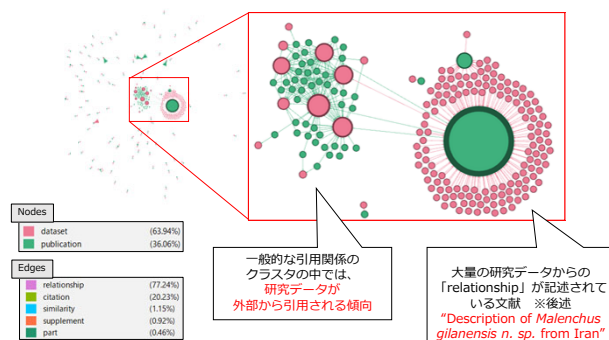 Nodes
dataset (63.94%)
publication (36.06%)
Edges
relationship (77.24%)
citation (20.23%)
similarity (1.15%)
supplement (0.92%)
part (0.46%)
一般的な引用関係の
クラスタの中では、
研究データが
外部から引用される傾向
大量の研究データからの
「relationship」が記述されて
いる文献 ※後述
“Description of Malenchus
gilanensis n. sp. from Iran”